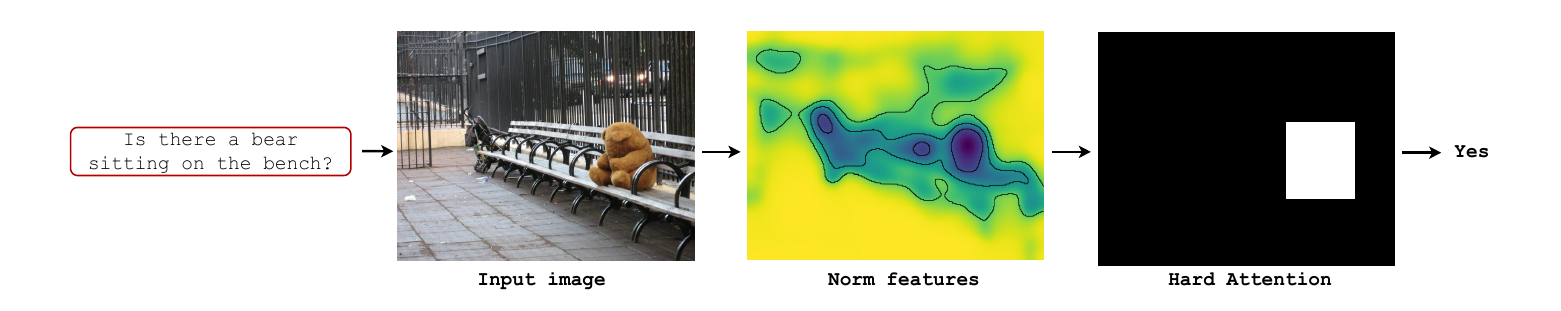 Is there a bear
sitting on the bench?
Yes
Input image
Norm features
Hard Attention